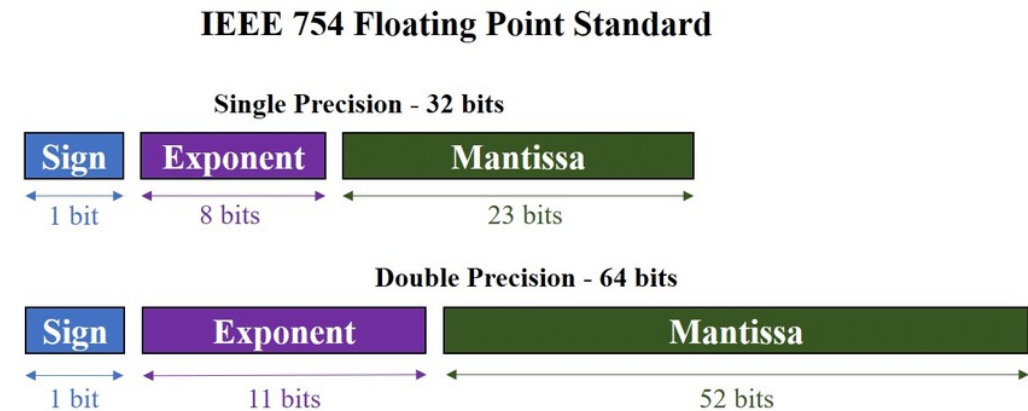 IEEE 754 Floating Point Standard
Single Precision - 32 bits
Sign Exponent Mantissa
1 bit 8 bits 23 bits
Double Precision - 64 bits
Sign Exponent Mantissa
1 bit 11 bits 52 bits